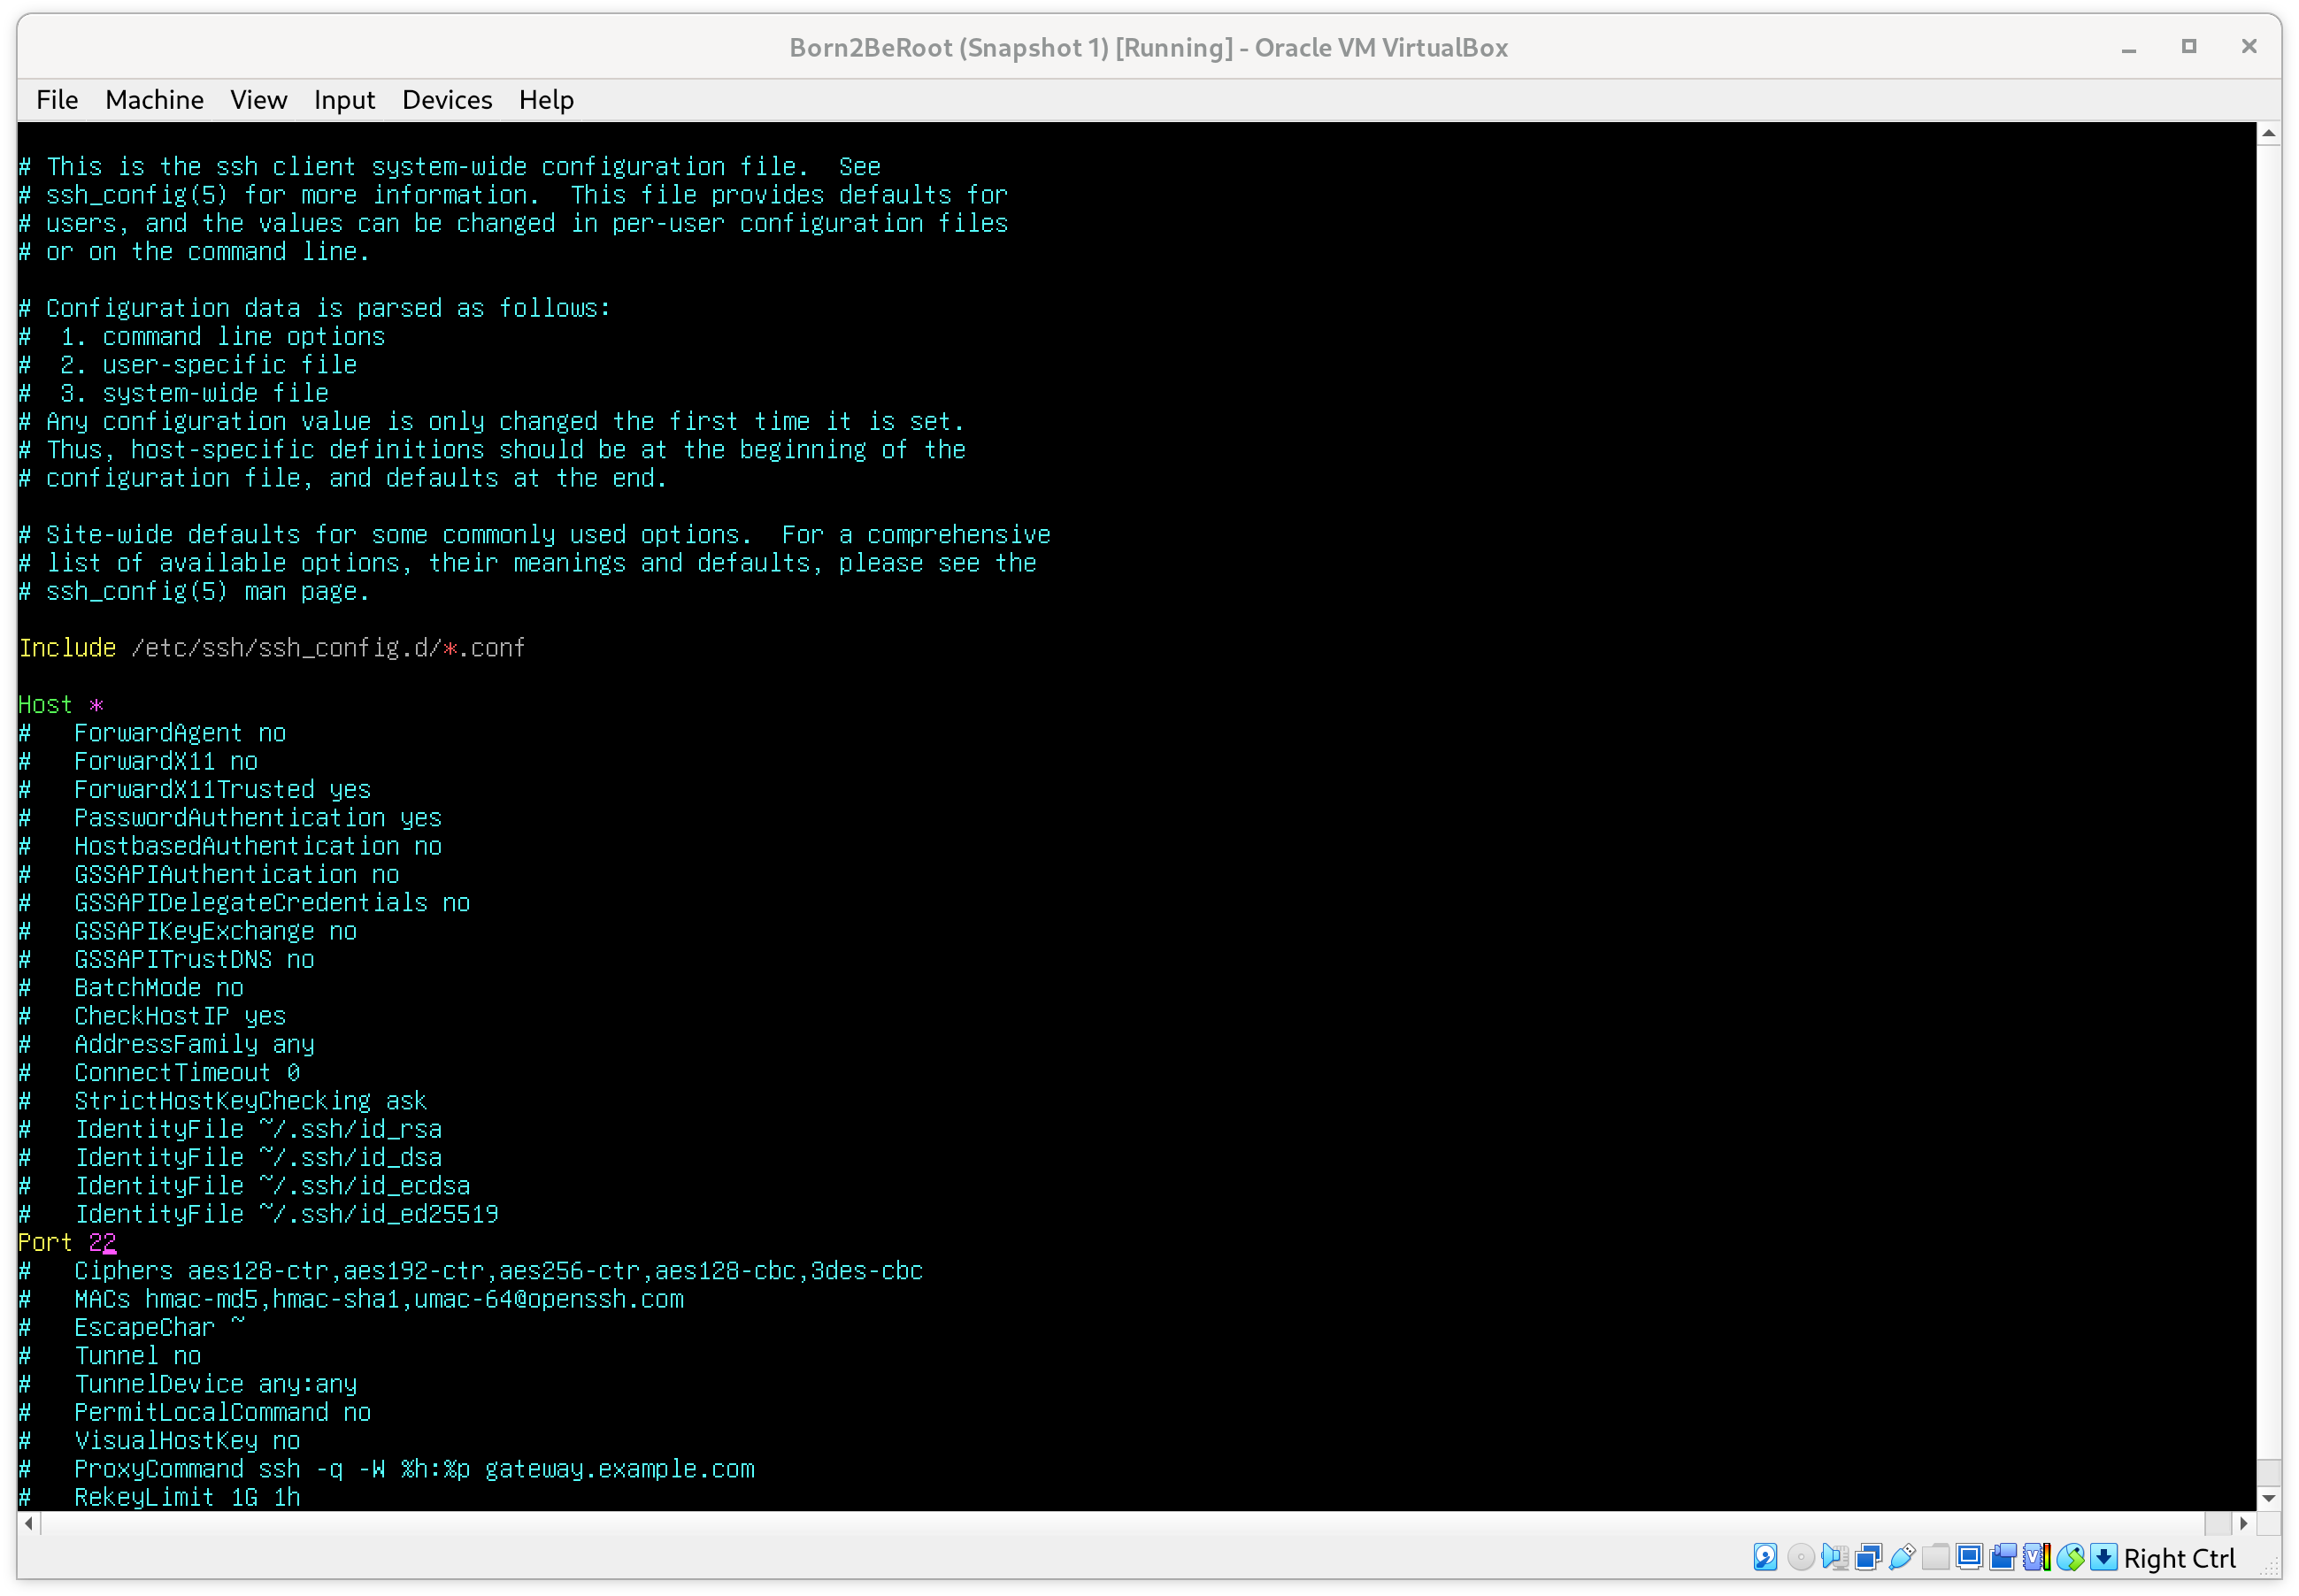 Born2BeRoot (Snapshot 1) [Running] - Oracle VM VirtualBox
File Machine View Input Devices Help
# This is the ssh client system-wide configuration file.  See
# ssh_config(5) for more information.  This file provides defaults for
# users, and the values can be changed in per-user configuration files
# or on the command line.
# Configuration data is parsed as follows:
#  1. command line options
#  2. user-specific file
#  3. system-wide file
# Any configuration value is only changed the first time it is set.
# Thus, host-specific definitions should be at the beginning of the
# configuration file, and defaults at the end.
# Site-wide defaults for some commonly used options.  For a comprehensive
# list of available options, their meanings and defaults, please see the
# ssh_config(5) man page.
Include /etc/ssh/ssh_config.d/*.conf
Host *
#   ForwardAgent no
#   ForwardX11 no
#   ForwardX11Trusted yes
#   PasswordAuthentication yes
#   HostbasedAuthentication no
#   GSSAPIAuthentication no
#   GSSAPIDelegateCredentials no
#   GSSAPIKeyExchange no
#   GSSAPITrustDNS no
#   BatchMode no
#   CheckHostIP yes
#   AddressFamily any
#   ConnectTimeout 0
#   StrictHostKeyChecking ask
#   IdentityFile ~/.ssh/id_rsa
#   IdentityFile ~/.ssh/id_dsa
#   IdentityFile ~/.ssh/id_ecdsa
#   IdentityFile ~/.ssh/id_ed25519
Port 22
#   Ciphers aes128-ctr,aes192-ctr,aes256-ctr,aes128-cbc,3des-cbc
#   MACs hmac-md5,hmac-sha1,umac-64@openssh.com
#   EscapeChar ~
#   Tunnel no
#   TunnelDevice any:any
#   PermitLocalCommand no
#   VisualHostKey no
#   ProxyCommand ssh -q -W %h:%p gateway.example.com
#   RekeyLimit 1G 1h
Right Ctrl